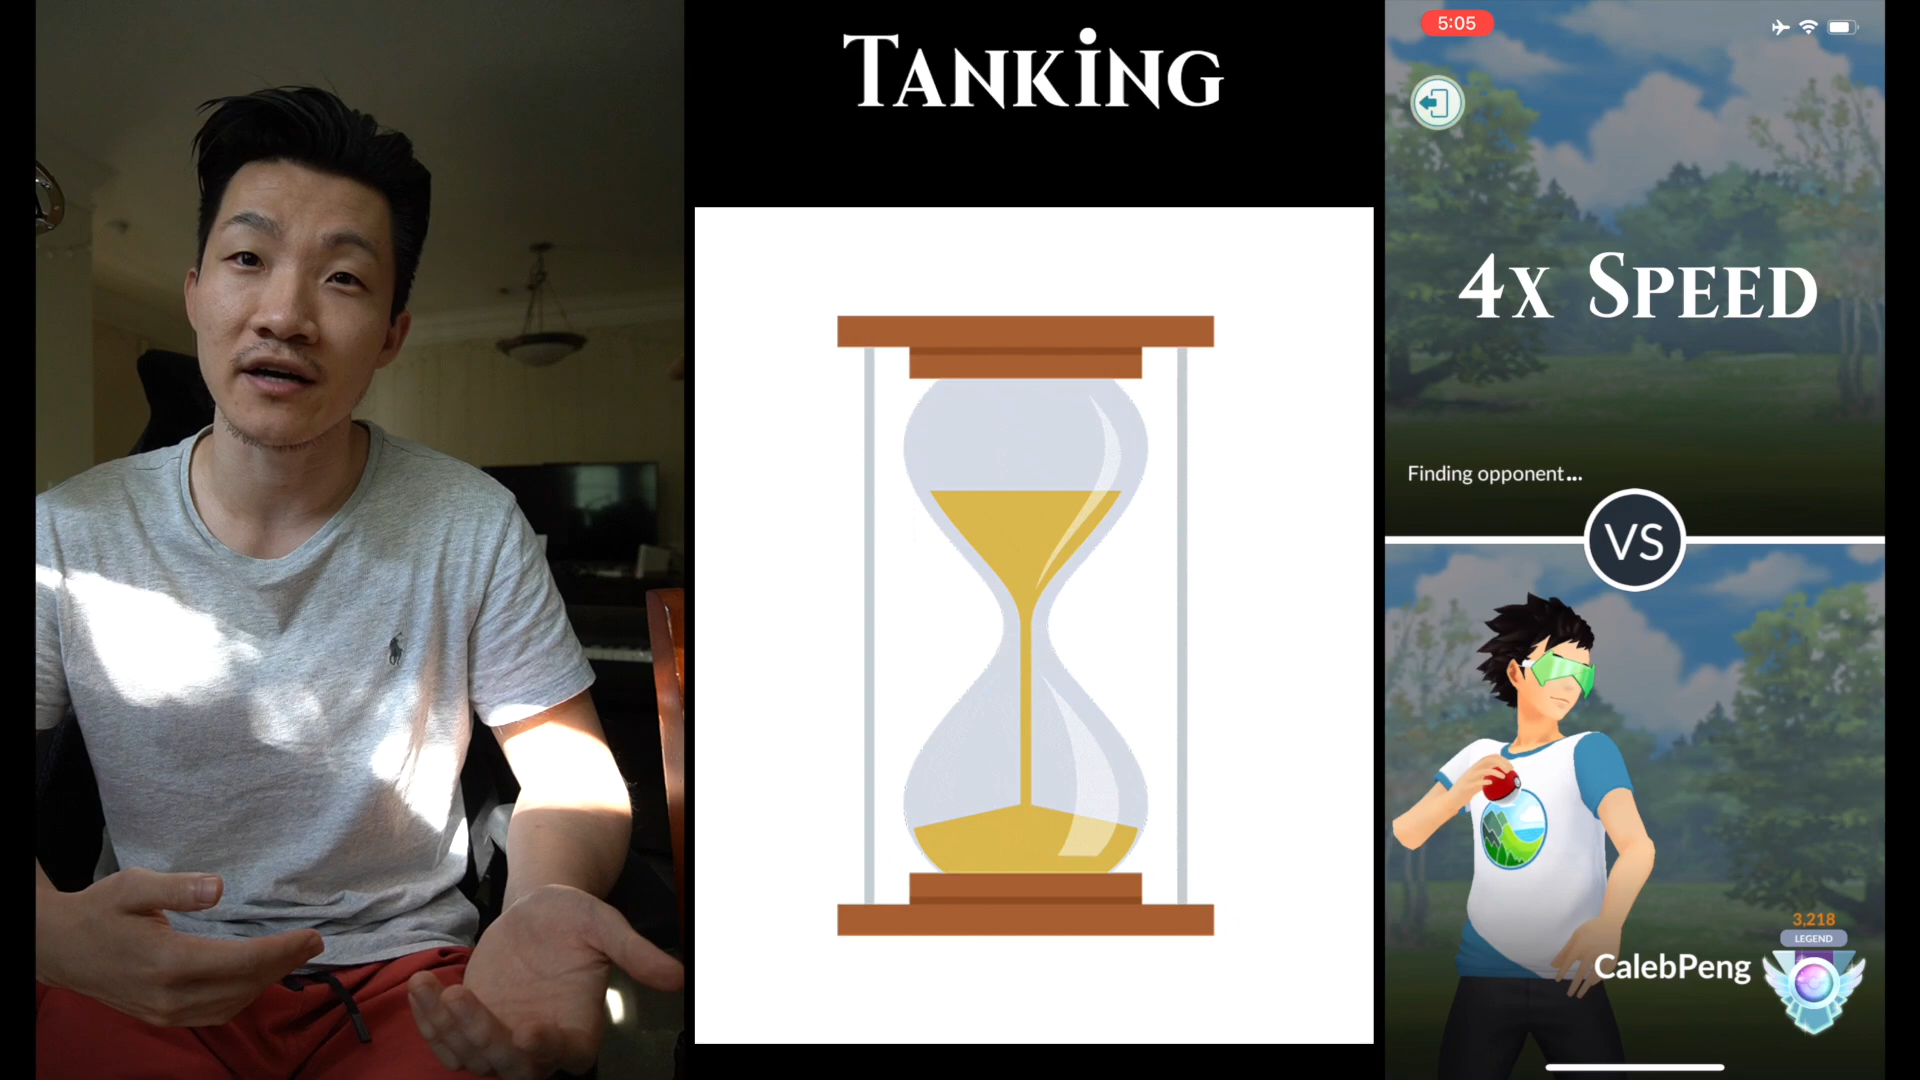 Tanking
5:05
4x Speed
Finding opponent...
VS
3,218
LEGEND
CalebPeng